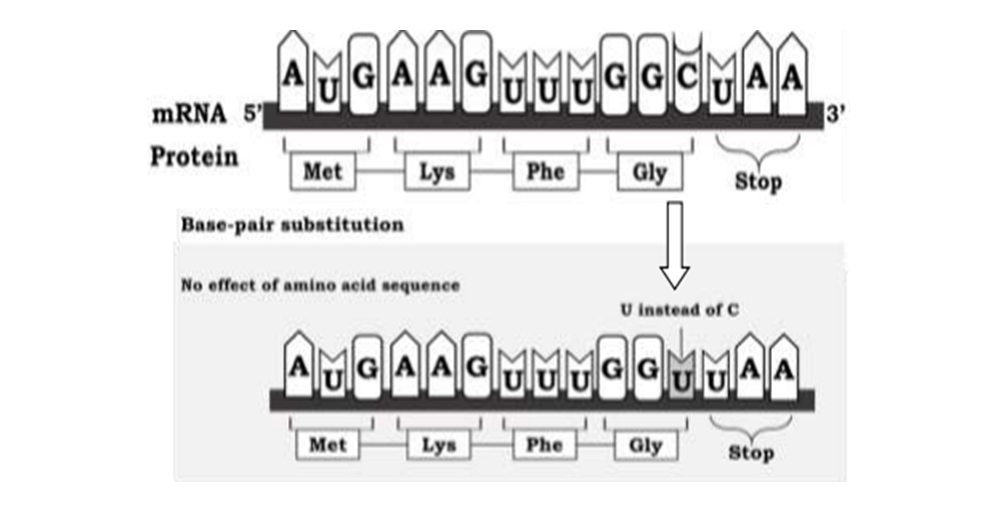 A U G A A G U U U G G C U A A
mRNA 5’ 3’
Protein
Met Lys Phe Gly Stop
Base-pair substitution
No effect of amino acid sequence
U instead of C
A U G A A G U U U G G U U A A
Met Lys Phe Gly Stop